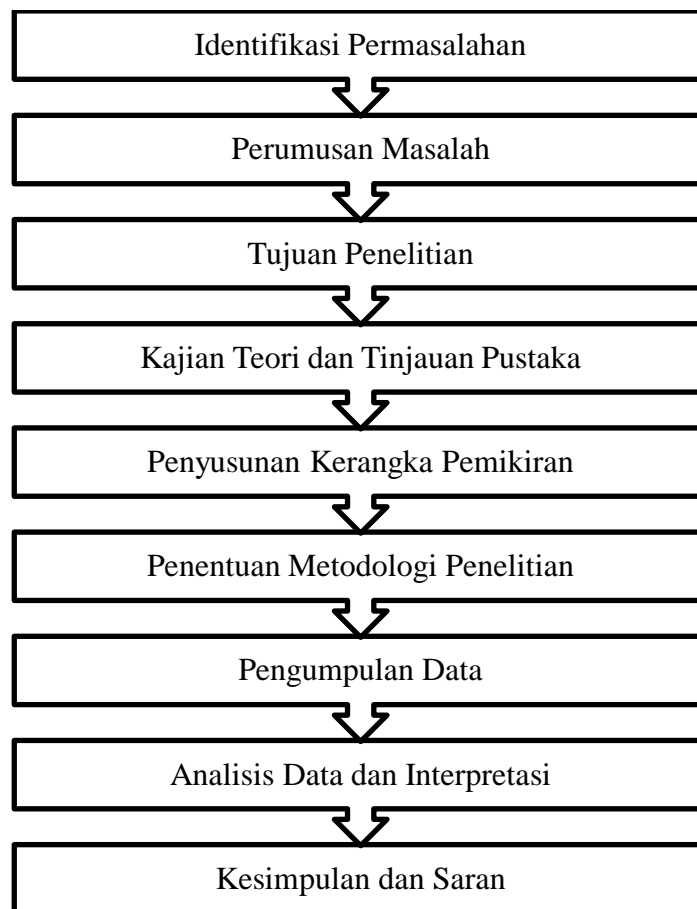 Identifikasi Permasalahan
Perumusan Masalah
Tujuan Penelitian
Kajian Teori dan Tinjauan Pustaka
Penyusunan Kerangka Pemikiran
Penentuan Metodologi Penelitian
Pengumpulan Data
Analisis Data dan Interpretasi
Kesimpulan dan Saran